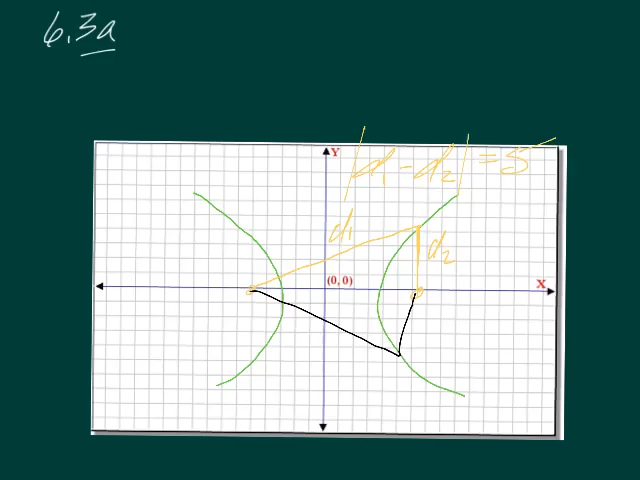 6.3a
|d₁ - d₂| = 5
Y
d₁
d₂
(0, 0)
X